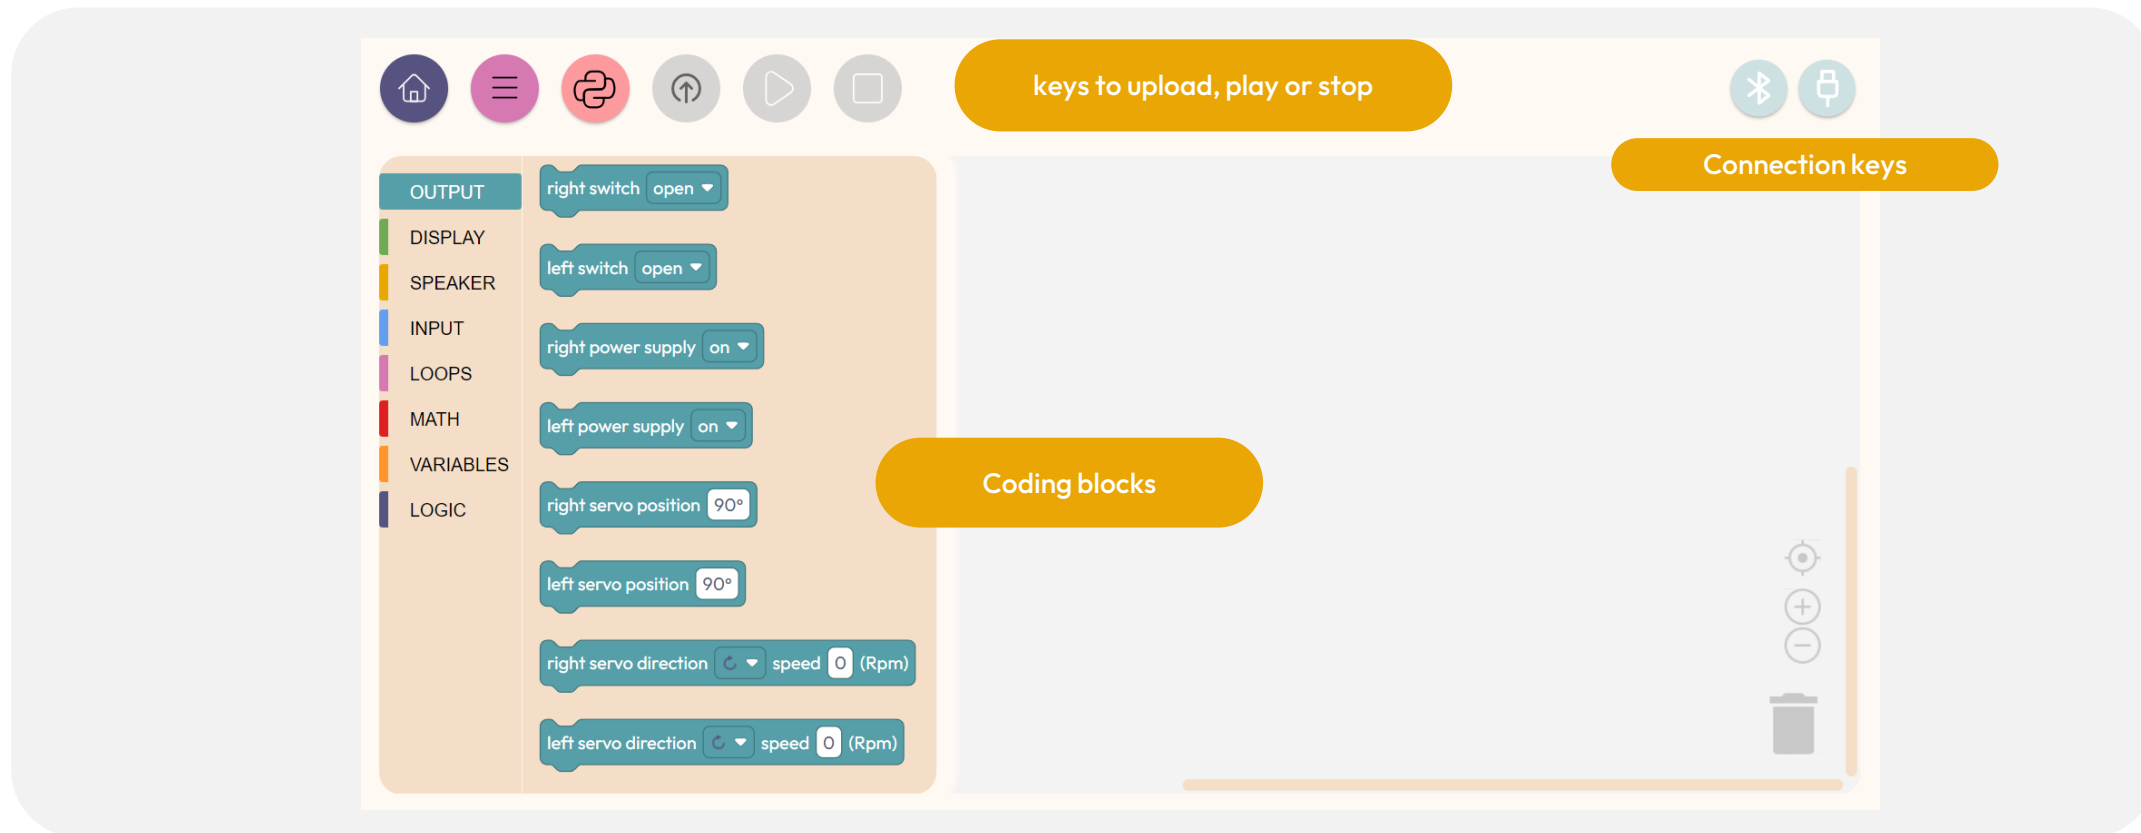 keys to upload, play or stop
Connection keys
OUTPUT
DISPLAY
SPEAKER
INPUT
LOOPS
MATH
VARIABLES
LOGIC
right switch open
left switch open
right power supply on
left power supply on
right servo position 90°
left servo position 90°
right servo direction speed 0 (Rpm)
left servo direction speed 0 (Rpm)
Coding blocks